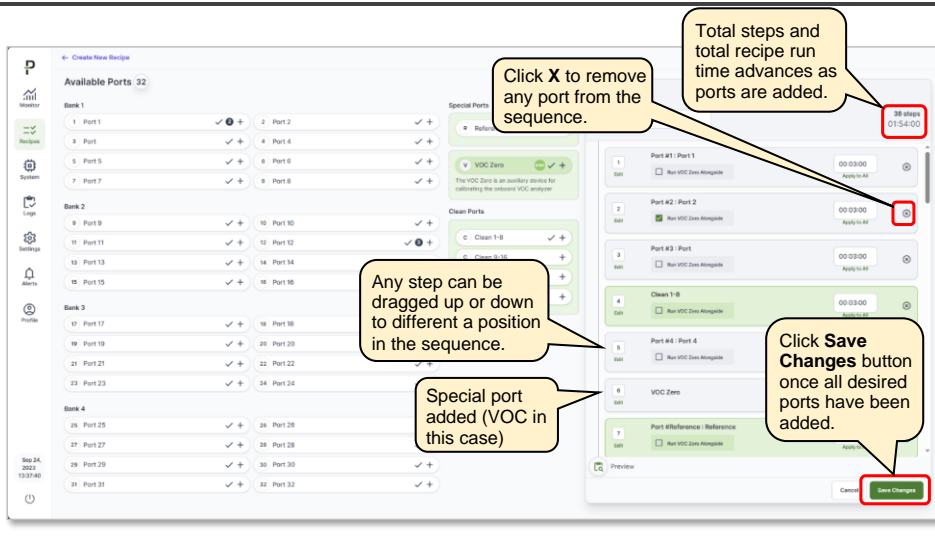 Total steps and
total recipe run
time advances as
ports are added.
Click X to remove
any port from the
sequence.
Any step can be
dragged up or down
to different a position
in the sequence.
Special port
added (VOC in
this case)
Click Save
Changes button
once all desired
ports have been
added.
Monitor
Recipes
System
Logs
Settings
Alerts
Profile
Sep 24,
2023
13:37:40
← Create New Recipe
Available Ports 32
Bank 1
1 Port 1
2 Port 2
3 Port
4 Port 4
5 Port 5
6 Port 6
7 Port 7
8 Port 8
Bank 2
9 Port 9
10 Port 10
11 Port 11
12 Port 12
13 Port 13
14 Port 14
15 Port 15
16 Port 16
Bank 3
17 Port 17
18 Port 18
19 Port 19
20 Port 20
21 Port 21
22 Port 22
23 Port 23
24 Port 24
Bank 4
25 Port 25
26 Port 26
27 Port 27
28 Port 28
29 Port 29
30 Port 30
31 Port 31
32 Port 32
Special Ports
R
V VOC Zero
The VOC Zero is an auxiliary device for
calibrating the onboard VOC analyzer
Clean Ports
C Clean 1-8
C Clean 9-16
38 steps
01:54:00
1 Port #1 : Port 1 00:03:00
Edit Run VOC Zero Alongside Apply to All
2 Port #2 : Port 2 00:03:00
Edit Run VOC Zero Alongside Apply to All
3 Port #3 : Port 00:03:00
Edit Run VOC Zero Alongside Apply to All
4 Clean 1-8 00:03:00
Edit Run VOC Zero Alongside Apply to All
5 Port #4 : Port 4
Edit Run VOC Zero Alongside
6 VOC Zero
Edit
7 Port #Reference : Reference
Edit Run VOC Zero Alongside Apply to All
Preview
Cancel
Save Changes